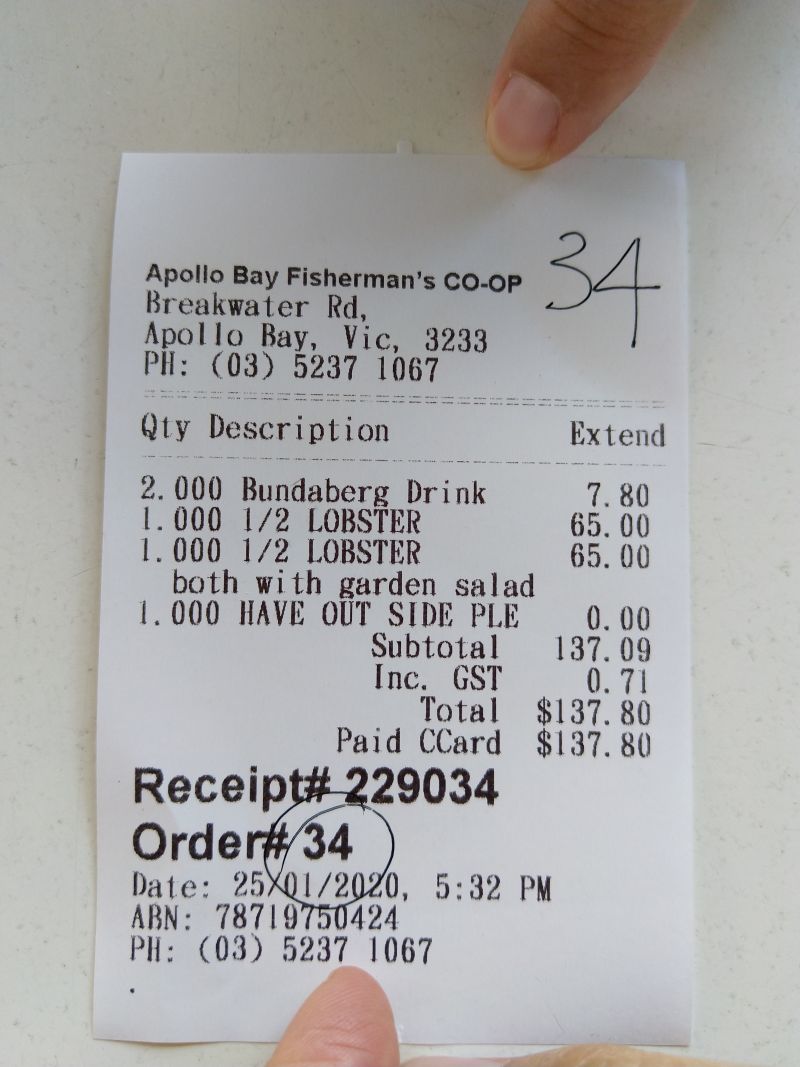 34
Apollo Bay Fisherman's CO-OP
Breakwater Rd,
Apollo Bay, Vic, 3233
PH: (03) 5237 1067
Qty Description Extend
2.000 Bundaberg Drink 7.80
1.000 1/2 LOBSTER 65.00
1.000 1/2 LOBSTER 65.00
both with garden salad
1.000 HAVE OUT SIDE PLE 0.00
Subtotal 137.09
Inc. GST 0.71
Total $137.80
Paid CCard $137.80
Receipt# 229034
Order# 34
Date: 25/01/2020, 5:32 PM
ABN: 78719750424
PH: (03) 5237 1067
.